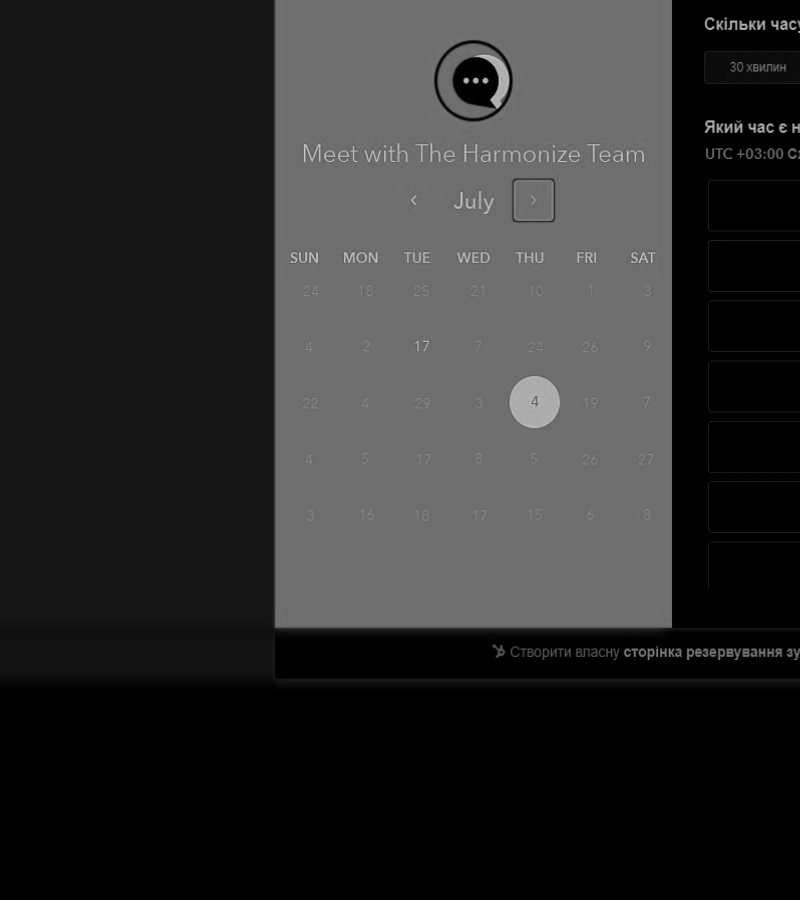 Meet with The Harmonize Team
July
SUN MON TUE WED THU FRI SAT
24 18 25 21 10 1 3
4 2 17 7 24 26 9
22 4 29 3 4 19 7
4 5 17 8 5 26 27
3 16 18 17 15 6 8
Скільки часу
30 хвилин
Який час є н
UTC +03:00
Створити власну сторінка резервування зу